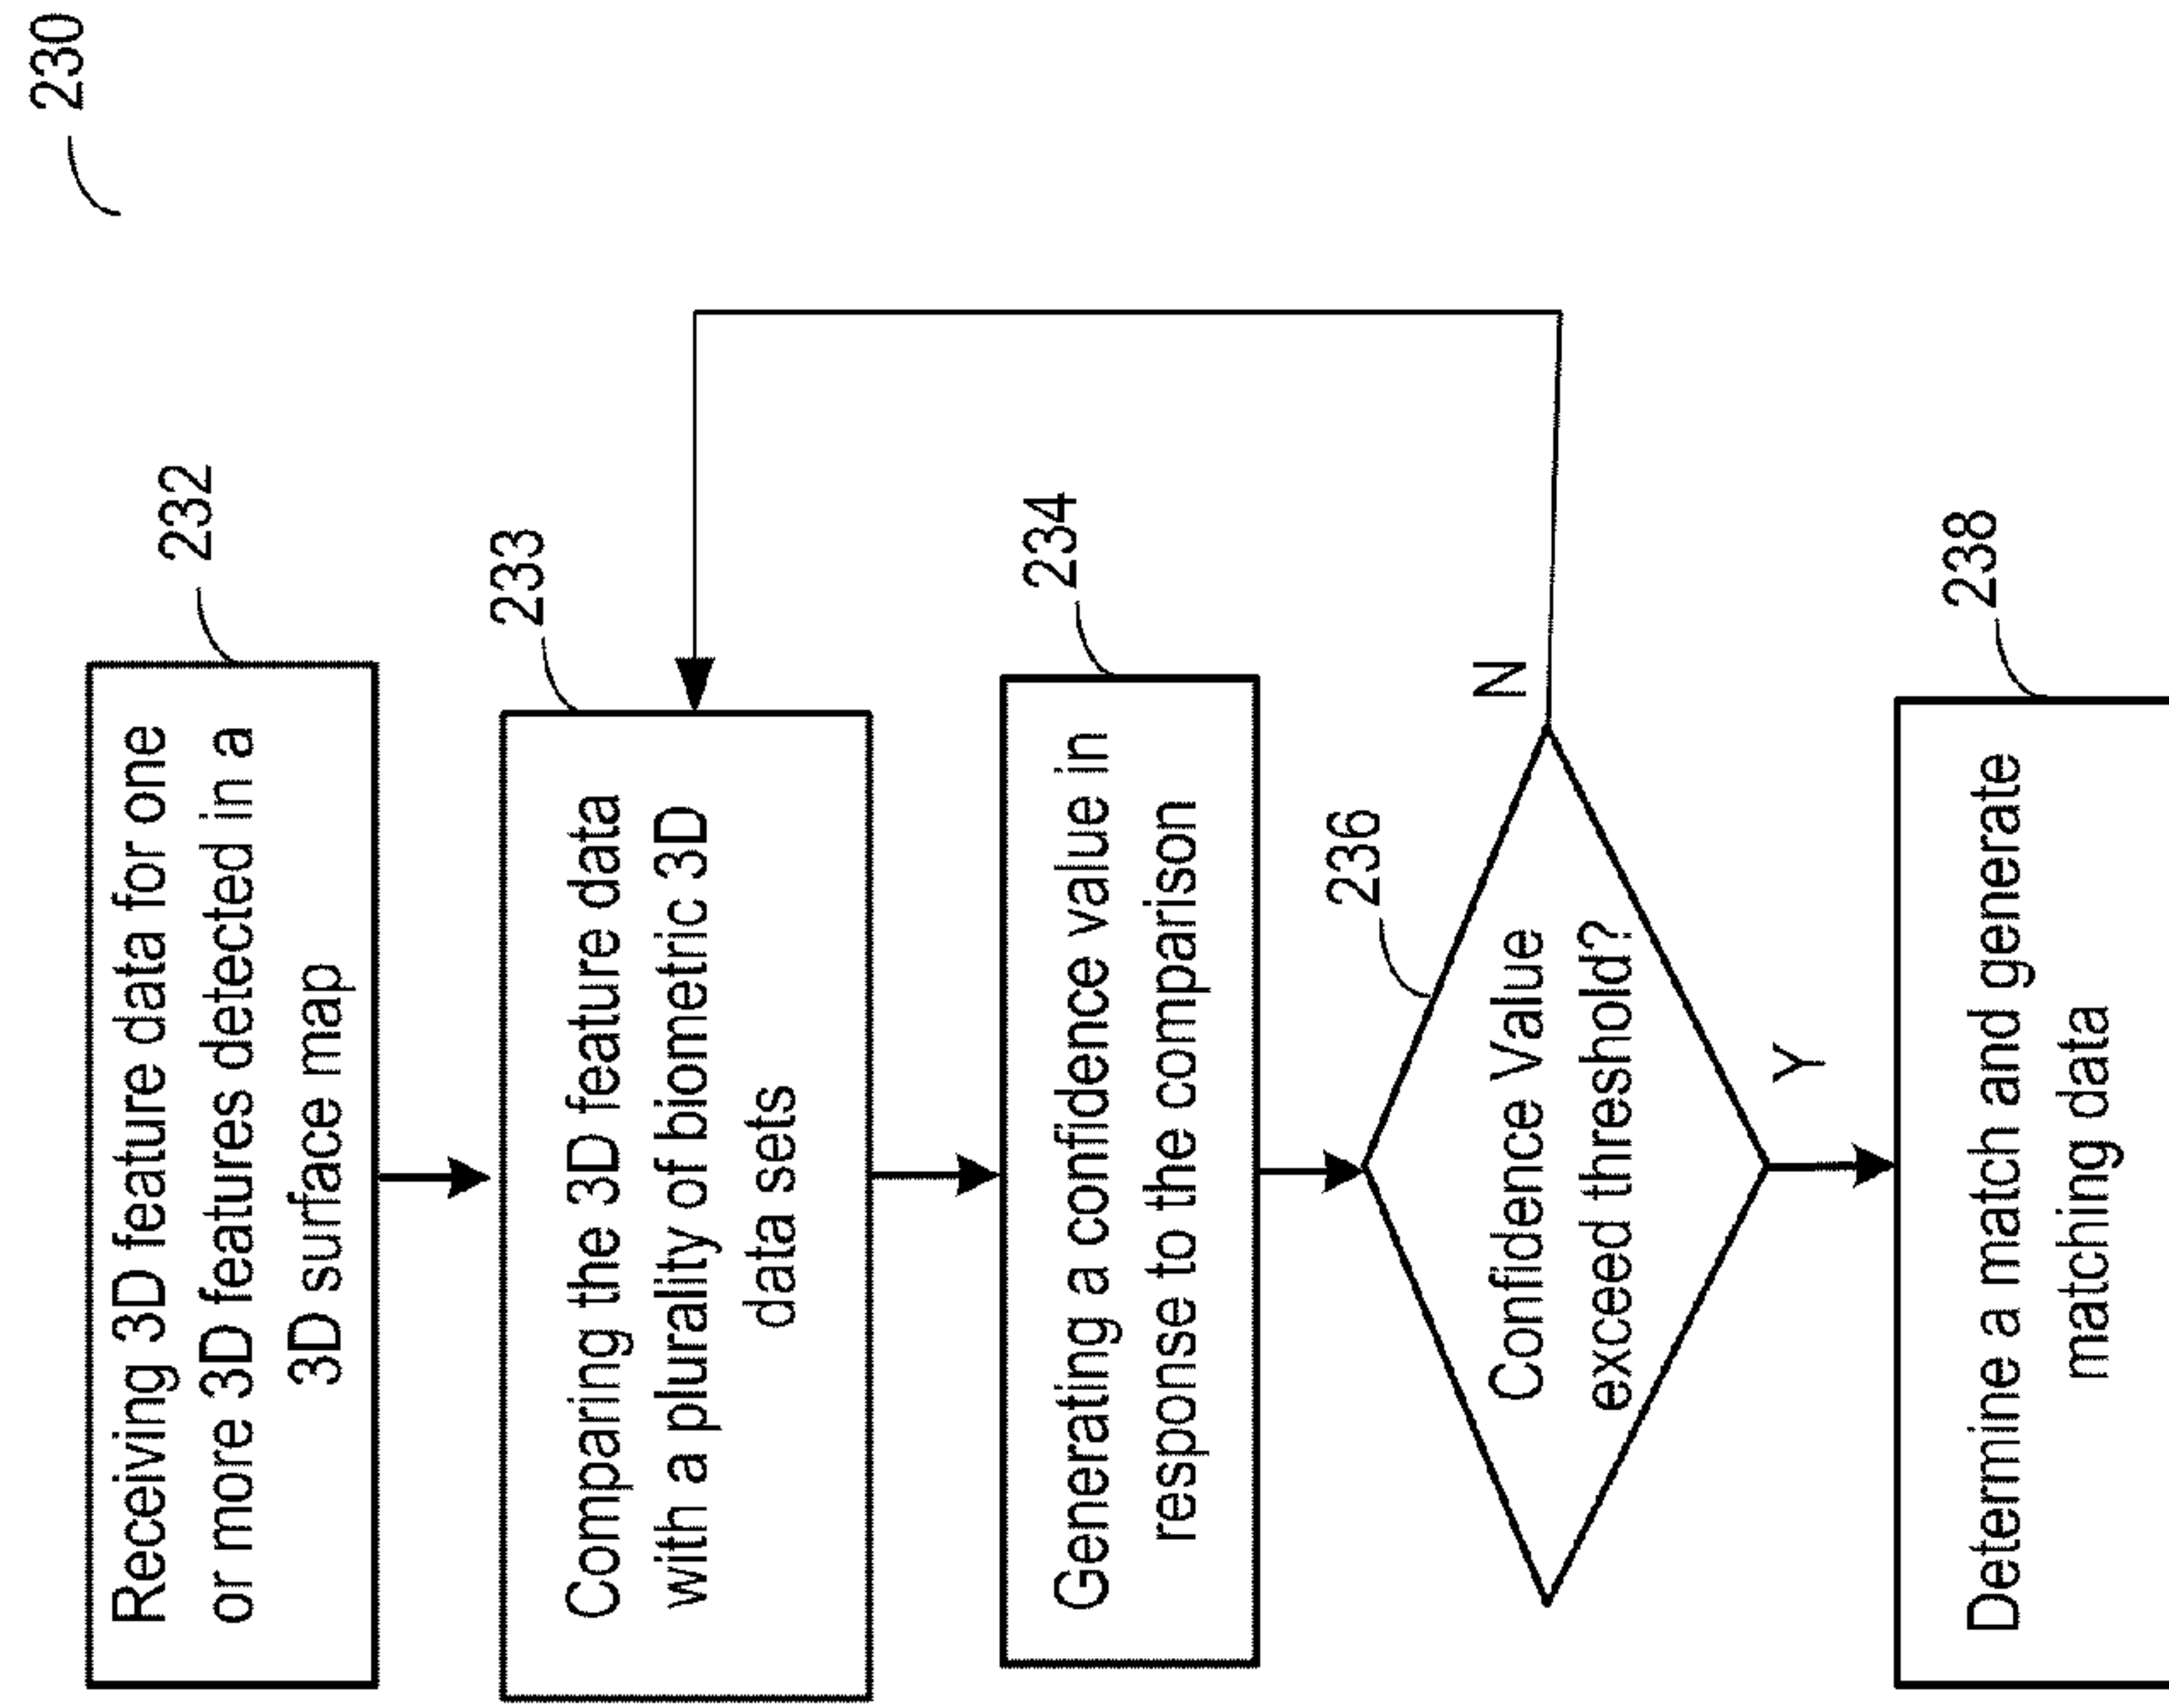 230
232
Receiving 3D feature data for one
or more 3D features detected in a
3D surface map
233
Comparing the 3D feature data
with a plurality of biometric 3D
data sets
234
Generating a confidence value in
response to the comparison
236
Confidence Value
exceed threshold?
N
Y
238
Determine a match and generate
matching data